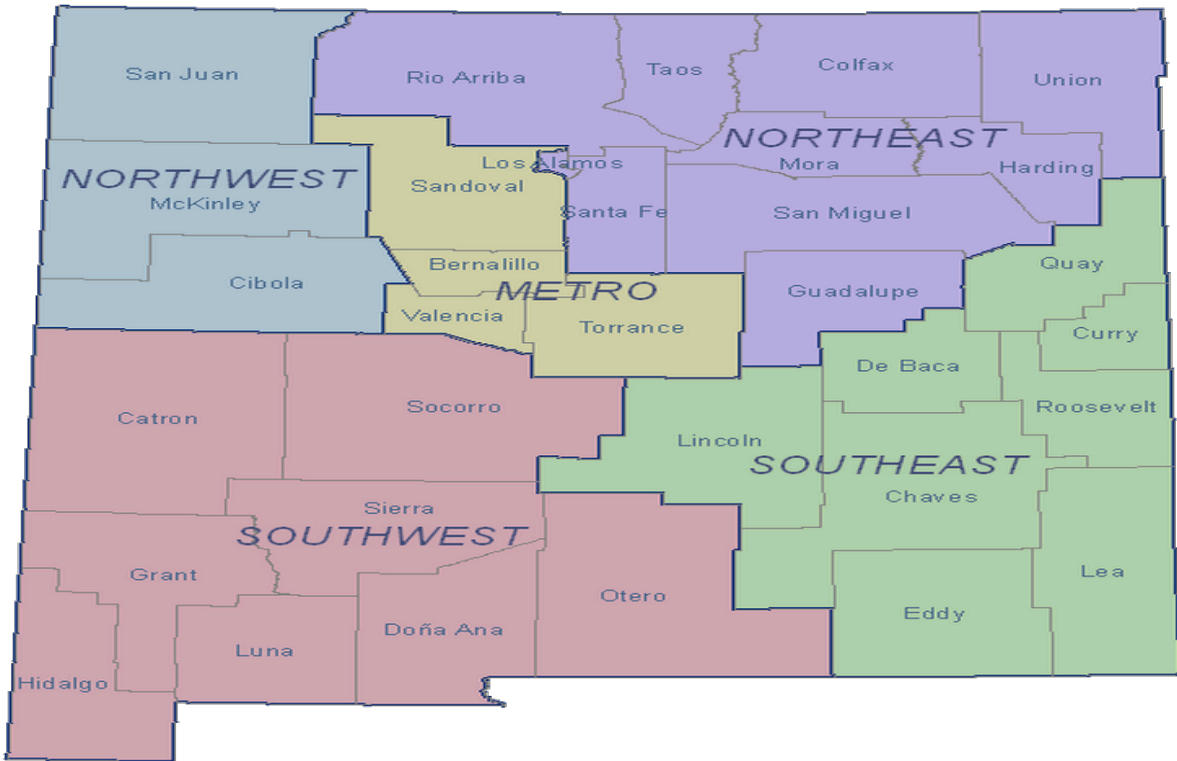 San Juan
Rio Arriba
Taos
Colfax
Union
NORTHEAST
Los Alamos
Mora
Harding
NORTHWEST
Sandoval
McKinley
Santa Fe
San Miguel
Bernalillo
Quay
Cibola
METRO
Guadalupe
Valencia
Torrance
Curry
De Baca
Catron
Socorro
Roosevelt
Lincoln
SOUTHEAST
Chaves
Sierra
SOUTHWEST
Grant
Lea
Otero
Eddy
Doña Ana
Luna
Hidalgo